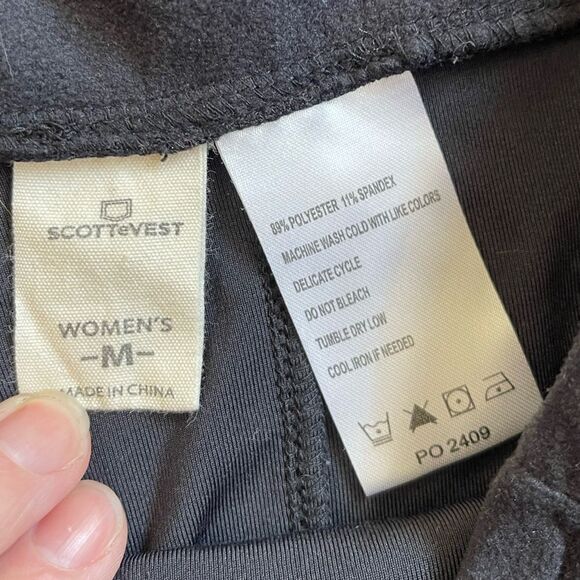 SCOTTeVEST
WOMEN'S
-M-
MADE IN CHINA
89% POLYESTER 11% SPANDEX
MACHINE WASH COLD WITH LIKE COLORS
DELICATE CYCLE
DO NOT BLEACH
TUMBLE DRY LOW
COOL IRON IF NEEDED
PO 2409